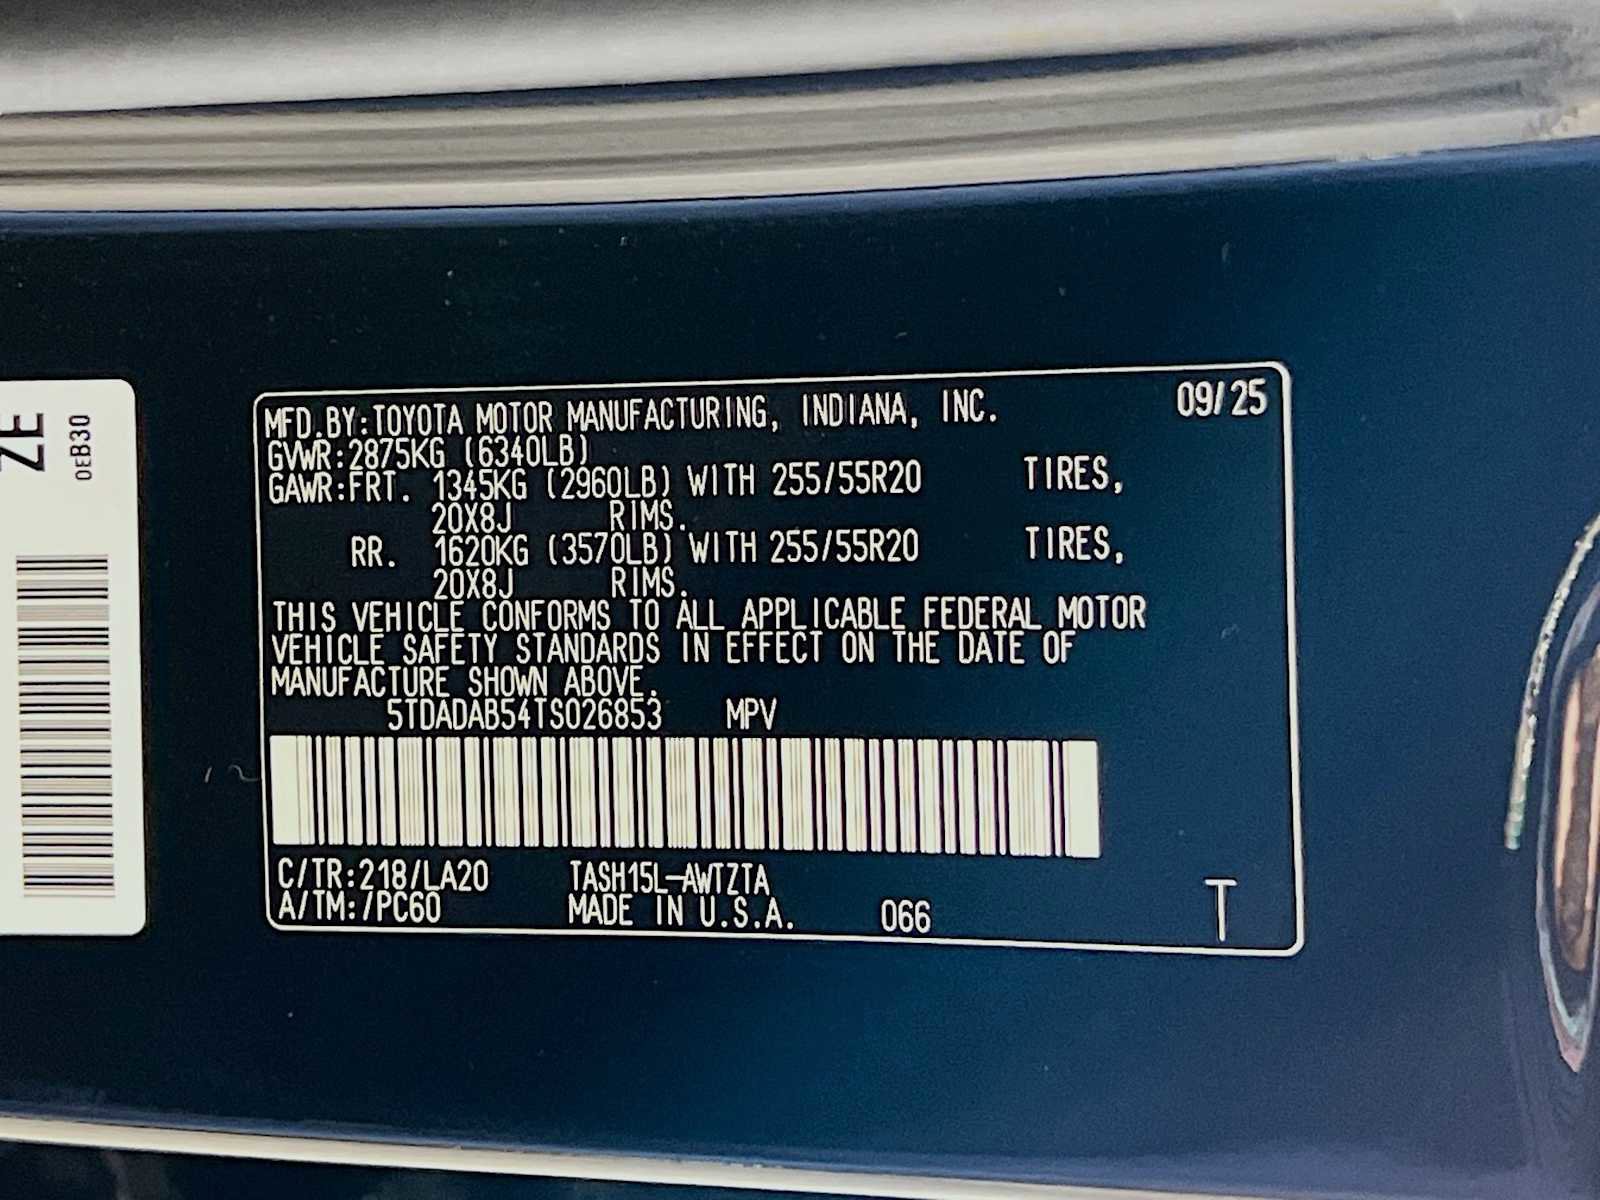 ZE
0EB30
MFD.BY:TOYOTA MOTOR MANUFACTURING, INDIANA, INC. 09/25
GVWR:2875KG (6340LB)
GAWR:FRT. 1345KG (2960LB) WITH 255/55R20 TIRES,
20X8J RIMS.
RR. 1620KG (3570LB) WITH 255/55R20 TIRES,
20X8J RIMS.
THIS VEHICLE CONFORMS TO ALL APPLICABLE FEDERAL MOTOR
VEHICLE SAFETY STANDARDS IN EFFECT ON THE DATE OF
MANUFACTURE SHOWN ABOVE.
5TDADAB54TS026853 MPV
C/TR:218/LA20 TASH15L-AWTZTA
A/TM:/PC60 MADE IN U.S.A. 066 T